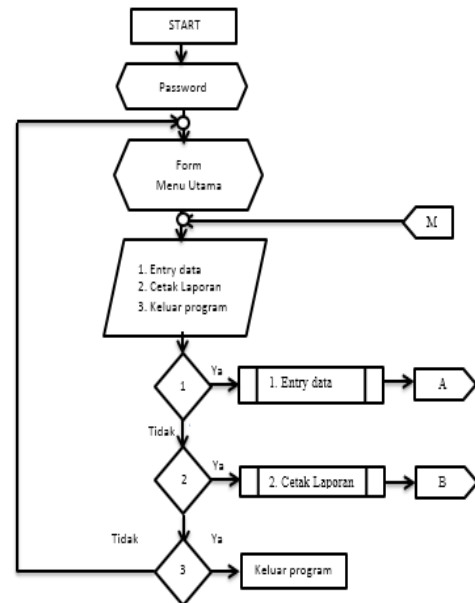 START
Password
Form
Menu Utama
M
1. Entry data
2. Cetak Laporan
3. Keluar program
1
Ya
1. Entry data
A
Tidak
2
Ya
2. Cetak Laporan
B
Tidak
3
Ya
Keluar program